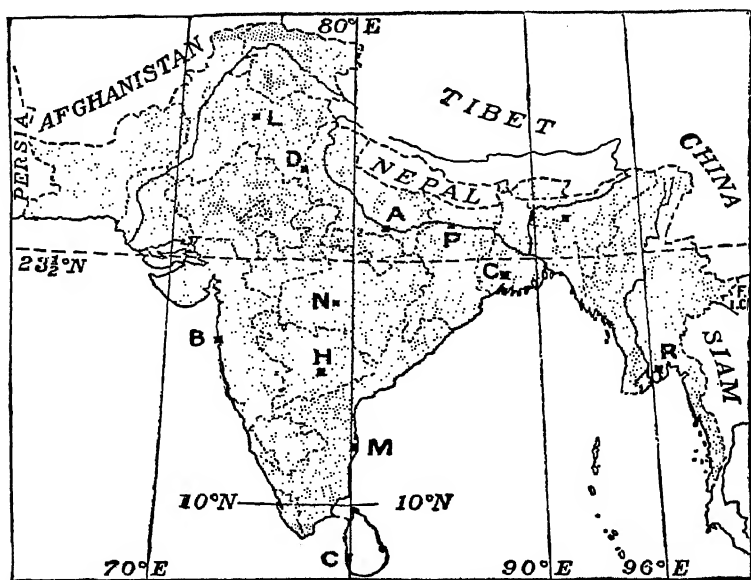 80°E
AFGHANISTAN
TIBET
CHINA
PERSIA
L
D
NEPAL
A
P
23½°N
C
N
B
H
R
SIAM
M
10°N 10°N
C
70°E 90°E 96°E